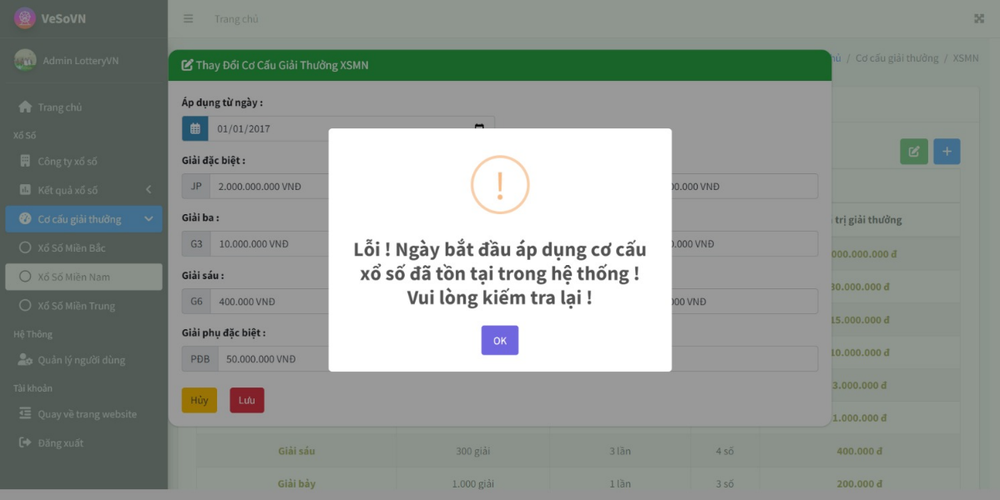 VeSoVN
Trang chủ
Admin LotteryVN
Thay Đổi Cơ Cấu Giải Thưởng XSMN
/ Cơ cấu giải thưởng / XSMN
Áp dụng từ ngày :
Trang chủ
01/01/2017
Xổ Số
Công ty xổ số
Giải đặc biệt :
Kết quả xổ số
JP 2.000.000.000 VNĐ
00.000 VNĐ
Cơ cấu giải thưởng
Giải ba :
trị giải thưởng
Xổ Số Miền Bắc
G3 10.000.000 VNĐ
.000 VNĐ
000.000.000 đ
Lỗi ! Ngày bắt đầu áp dụng cơ cấu
xổ số đã tồn tại trong hệ thống !
Vui lòng kiểm tra lại !
OK
Xổ Số Miền Nam
Giải sáu :
30.000.000 đ
Xổ Số Miền Trung
G6 400.000 VNĐ
000 VNĐ
15.000.000 đ
Hệ Thông
Giải phụ đặc biệt :
10.000.000 đ
Quản lý người dùng
PĐB 50.000.000 VNĐ
Tài khoản
3.000.000 đ
Hủy
Lưu
Quay về trang website
1.000.000 đ
Đăng xuất
Giải sáu 300 giải 3 lần 4 số 400.000 đ
Giải bảy 1.000 giải 1 lần 3 số 200.000 đ